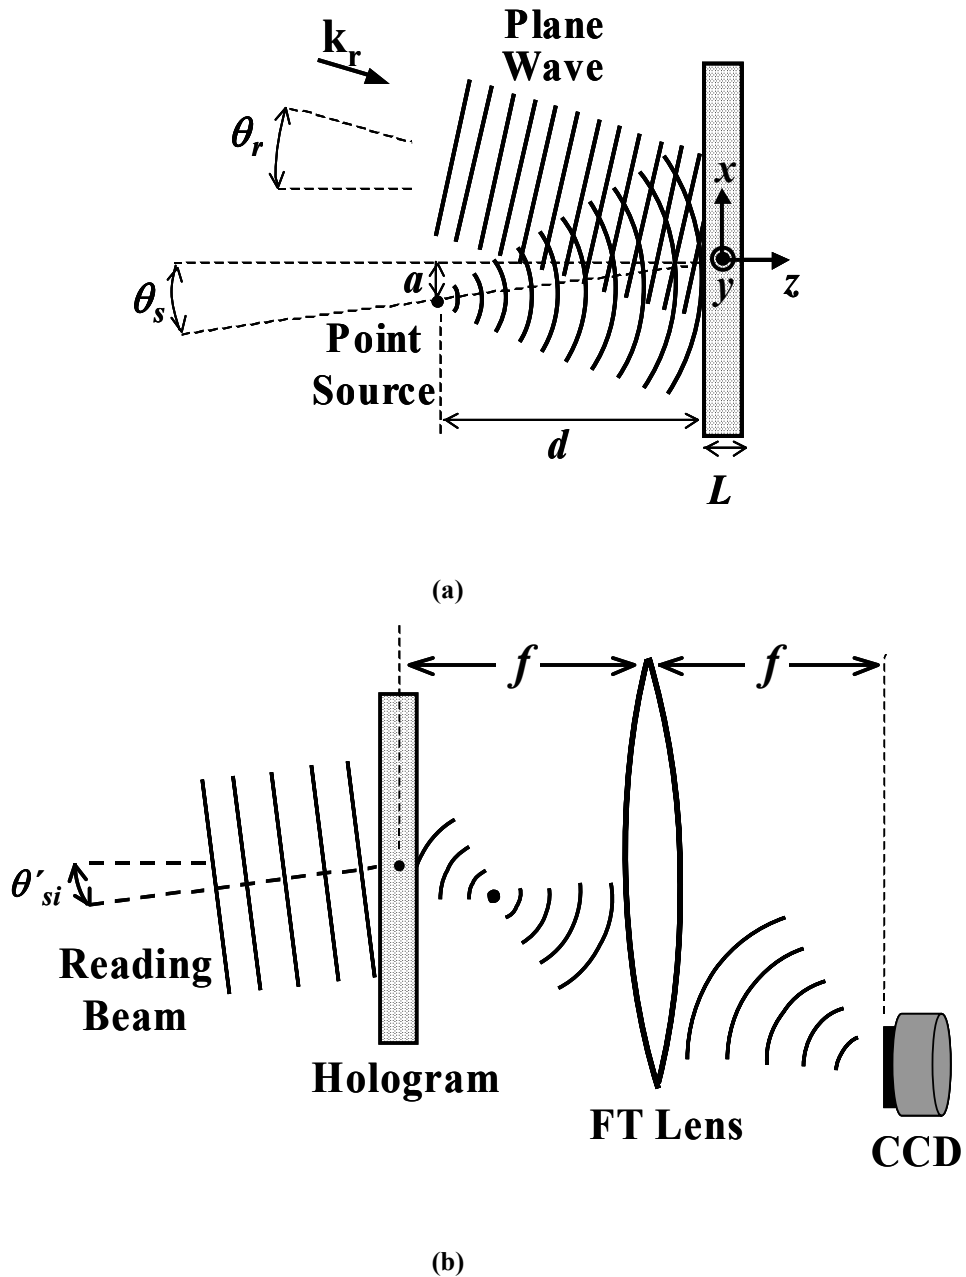 Plane
Wave
k_r
θ_r
x
a
z
y
θ_s
Point
Source
d
L
(a)
f
f
θ′_si
Reading
Beam
Hologram
FT Lens
CCD
(b)